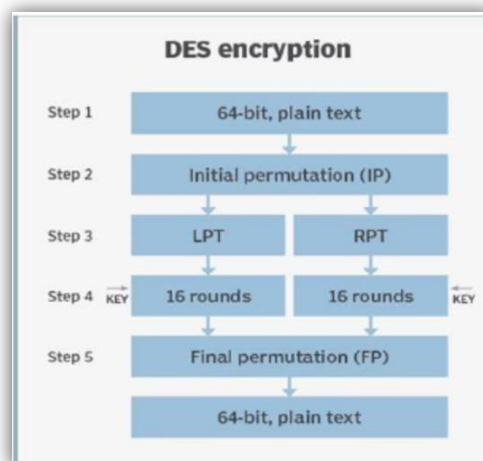 DES encryption
Step 1 64-bit, plain text
Step 2 Initial permutation (IP)
Step 3 LPT RPT
Step 4 KEY 16 rounds 16 rounds KEY
Step 5 Final permutation (FP)
64-bit, plain text